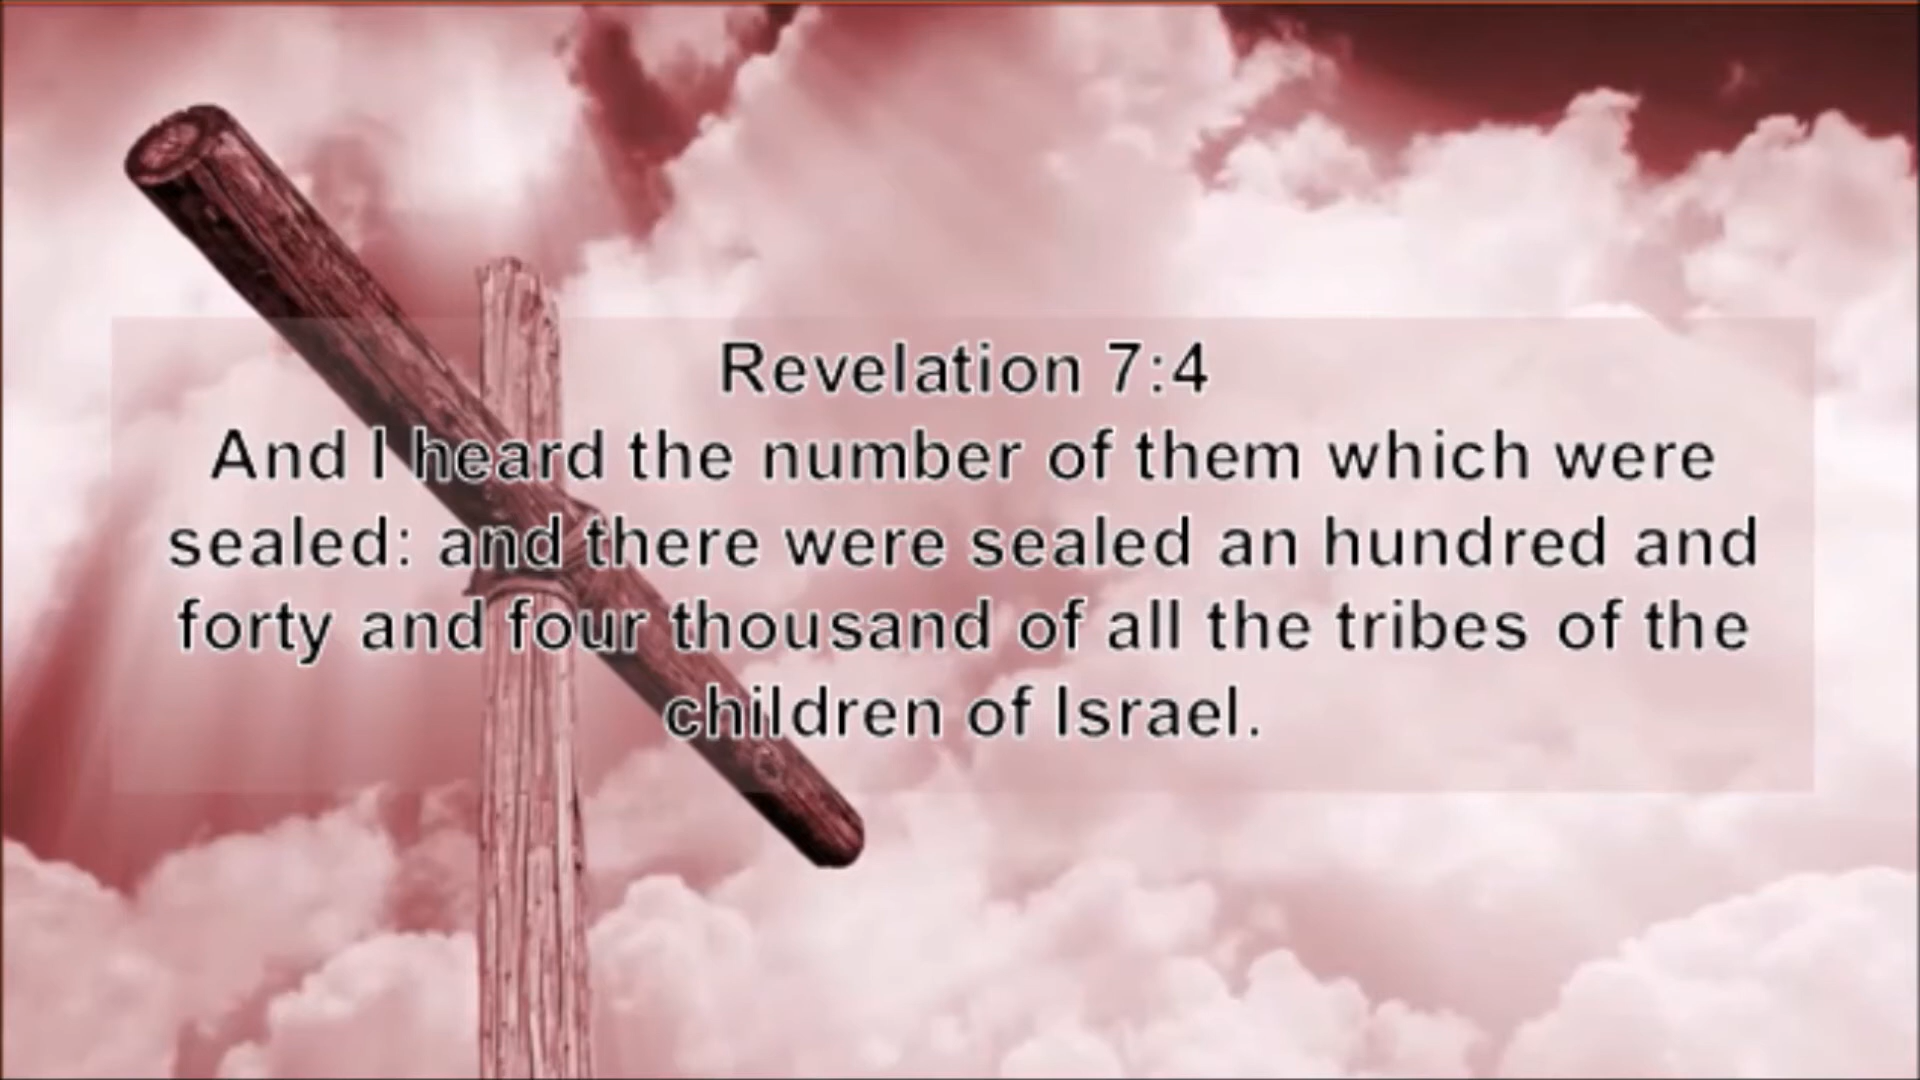 Revelation 7:4
And I heard the number of them which were
sealed: and there were sealed an hundred and
forty and four thousand of all the tribes of the
children of Israel.